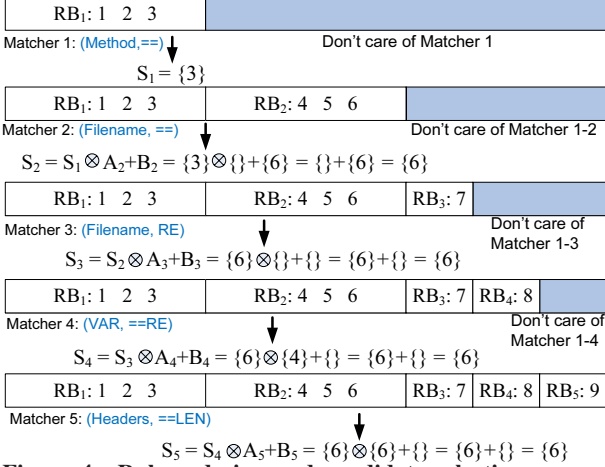 RB₁: 1 2 3
Matcher 1: (Method,==)
Don't care of Matcher 1
S₁ = {3}
RB₁: 1 2 3 RB₂: 4 5 6
Matcher 2: (Filename, ==)
Don't care of Matcher 1-2
S₂ = S₁⊗A₂+B₂ = {3}⊗{}+{6} = {}+{6} = {6}
RB₁: 1 2 3 RB₂: 4 5 6 RB₃: 7
Matcher 3: (Filename, RE)
Don't care of
Matcher 1-3
S₃ = S₂⊗A₃+B₃ = {6}⊗{}+{} = {6}+{} = {6}
RB₁: 1 2 3 RB₂: 4 5 6 RB₃: 7 RB₄: 8
Matcher 4: (VAR, ==RE)
Don't care of
Matcher 1-4
S₄ = S₃⊗A₄+B₄ = {6}⊗{4}+{} = {6}+{} = {6}
RB₁: 1 2 3 RB₂: 4 5 6 RB₃: 7 RB₄: 8 RB₅: 9
Matcher 5: (Headers, ==LEN)
S₅ = S₄⊗A₅+B₅ = {6}⊗{6}+{} = {6}+{} = {6}